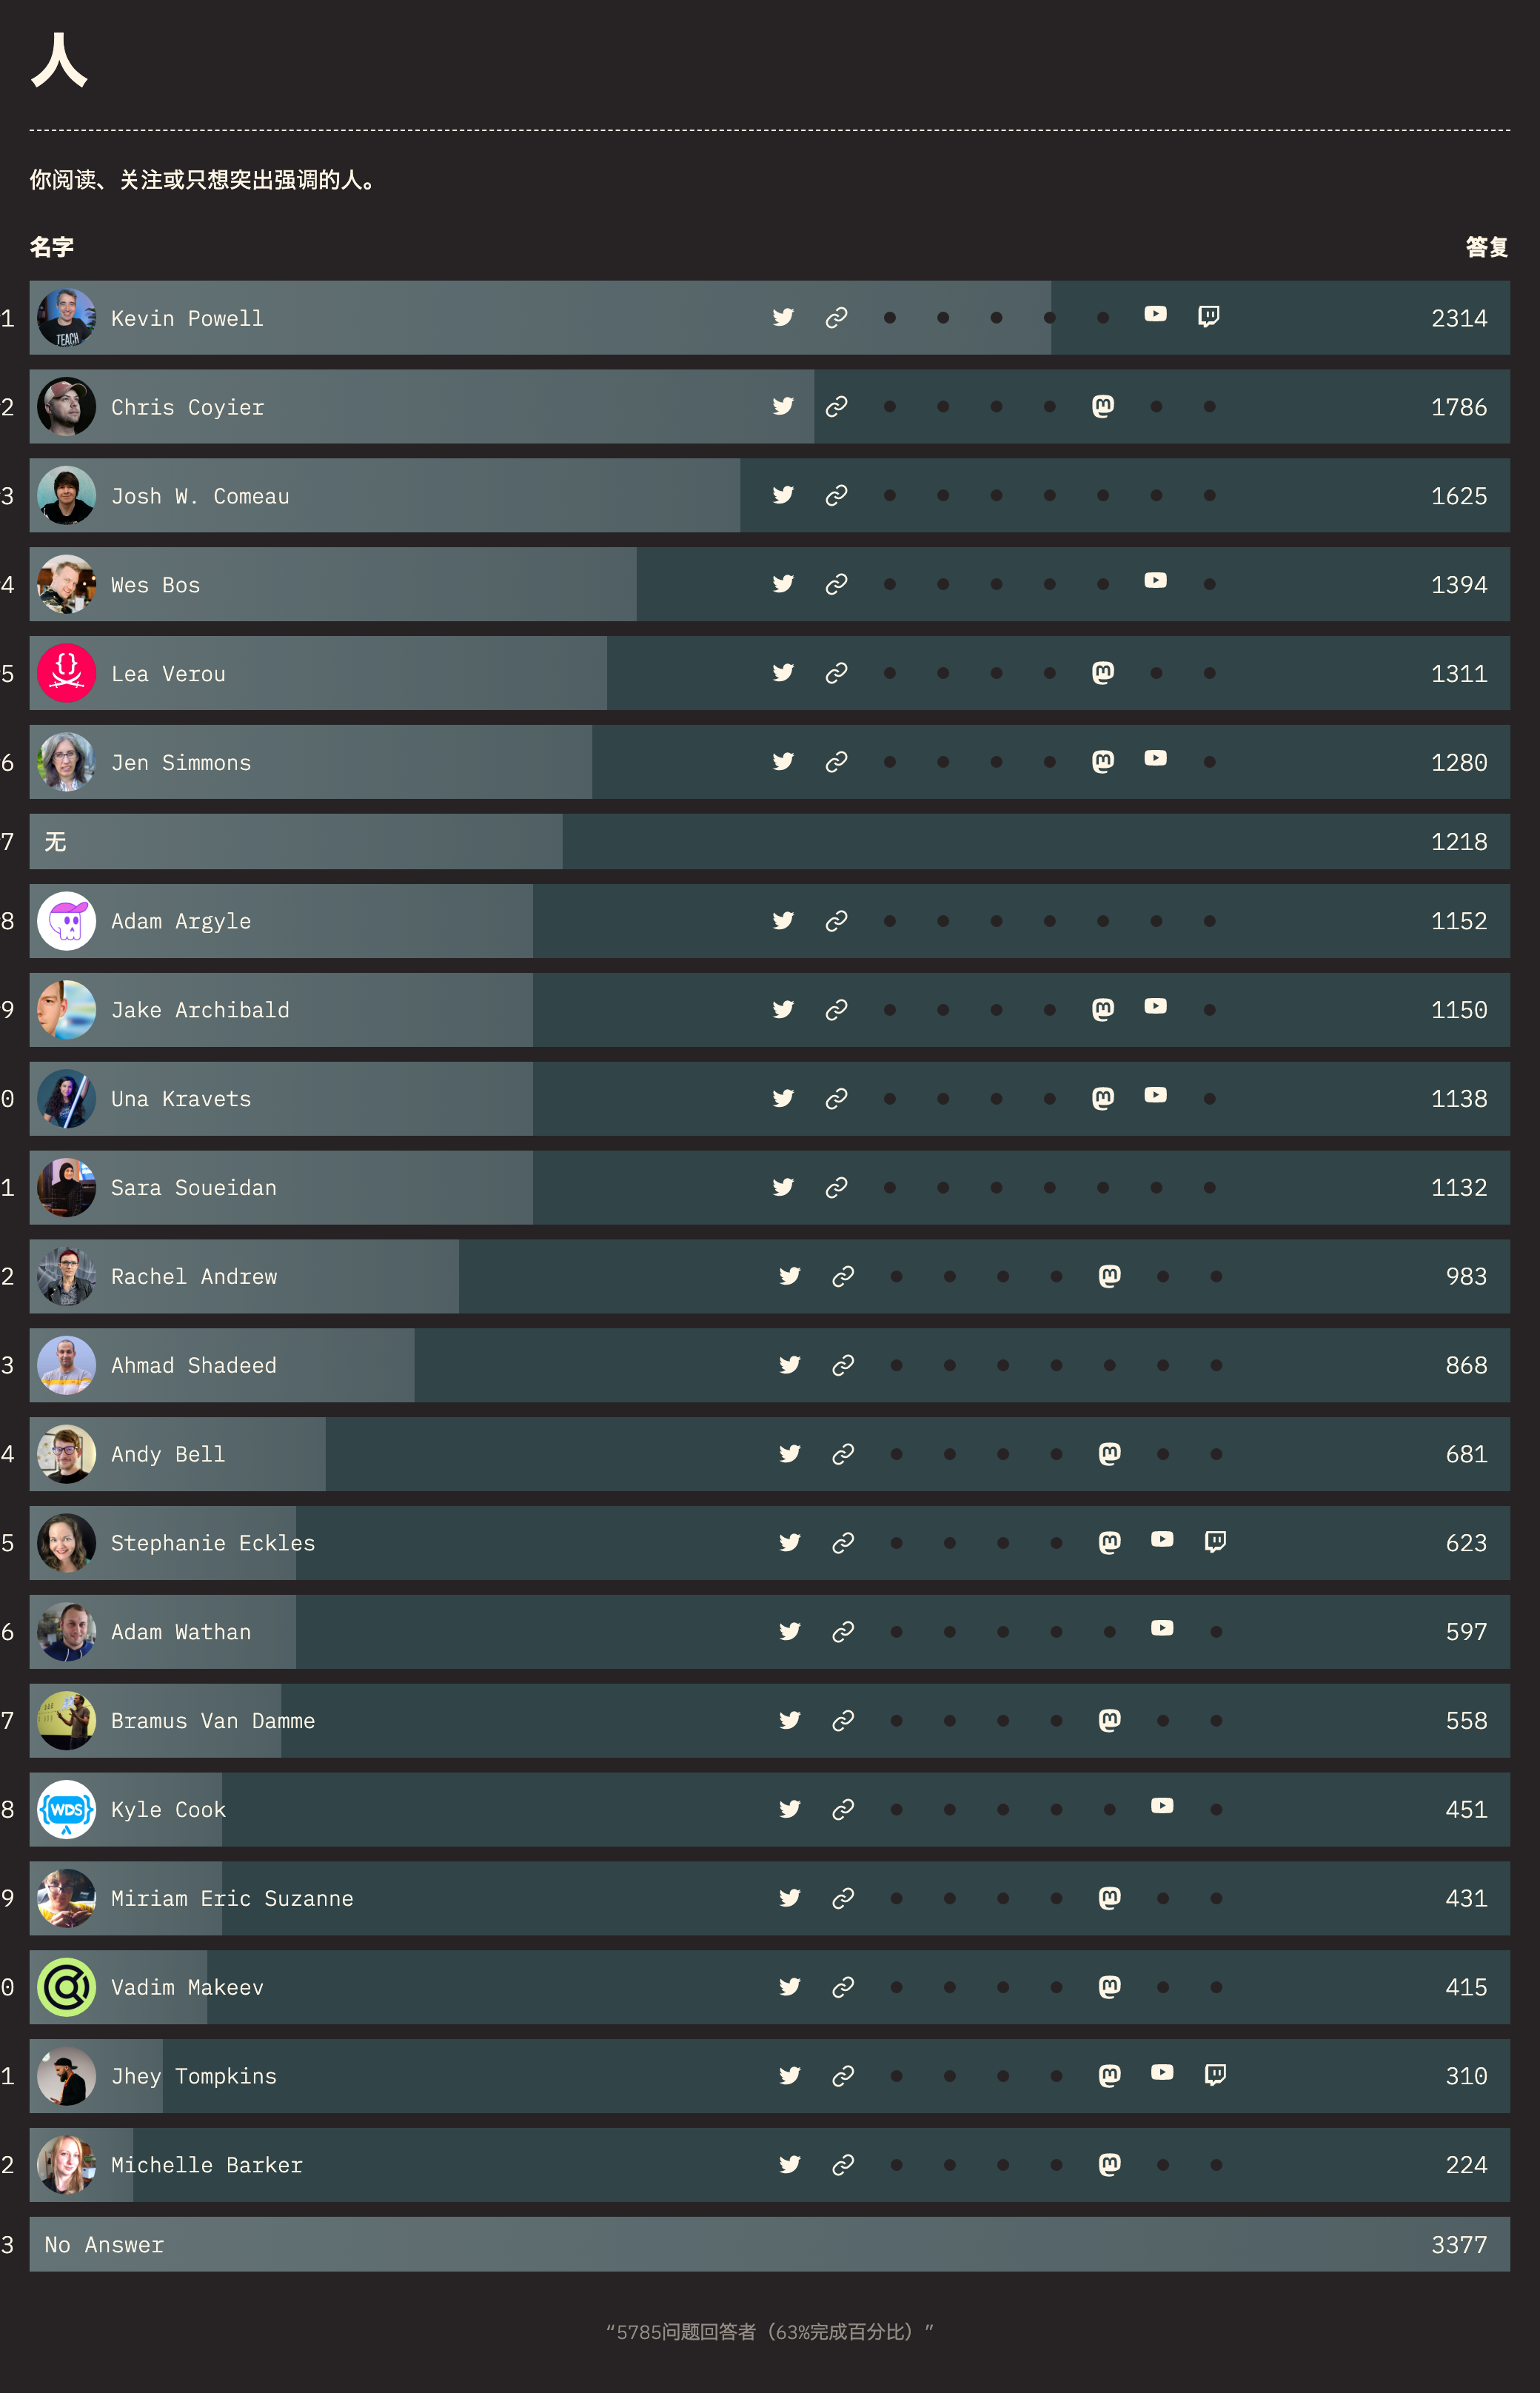 人
你阅读、关注或只想突出强调的人。
名字 答复
1 TEACH Kevin Powell 2314
2 Chris Coyier 1786
3 Josh W. Comeau 1625
4 Wes Bos 1394
5 {} Lea Verou 1311
6 Jen Simmons 1280
7 无 1218
8 Adam Argyle 1152
9 Jake Archibald 1150
0 Una Kravets 1138
1 Sara Soueidan 1132
2 Rachel Andrew 983
3 Ahmad Shadeed 868
4 Andy Bell 681
5 Stephanie Eckles 623
6 Adam Wathan 597
7 Bramus Van Damme 558
8 {WDS} Kyle Cook 451
9 Miriam Eric Suzanne 431
0 Vadim Makeev 415
1 Jhey Tompkins 310
2 Michelle Barker 224
3 No Answer 3377
“5785问题回答者（63%完成百分比）”